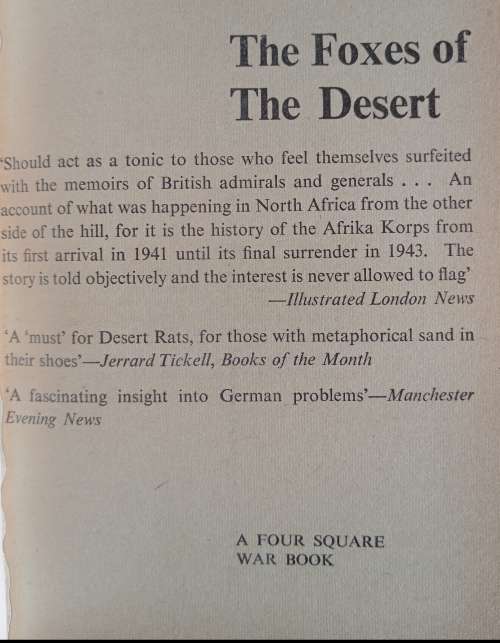 The Foxes of
The Desert
'Should act as a tonic to those who feel themselves surfeited
with the memoirs of British admirals and generals . . . An
account of what was happening in North Africa from the other
side of the hill, for it is the history of the Afrika Korps from
its first arrival in 1941 until its final surrender in 1943. The
story is told objectively and the interest is never allowed to flag'
—Illustrated London News
'A 'must' for Desert Rats, for those with metaphorical sand in
their shoes'—Jerrard Tickell, Books of the Month
'A fascinating insight into German problems'—Manchester
Evening News
A FOUR SQUARE
WAR BOOK